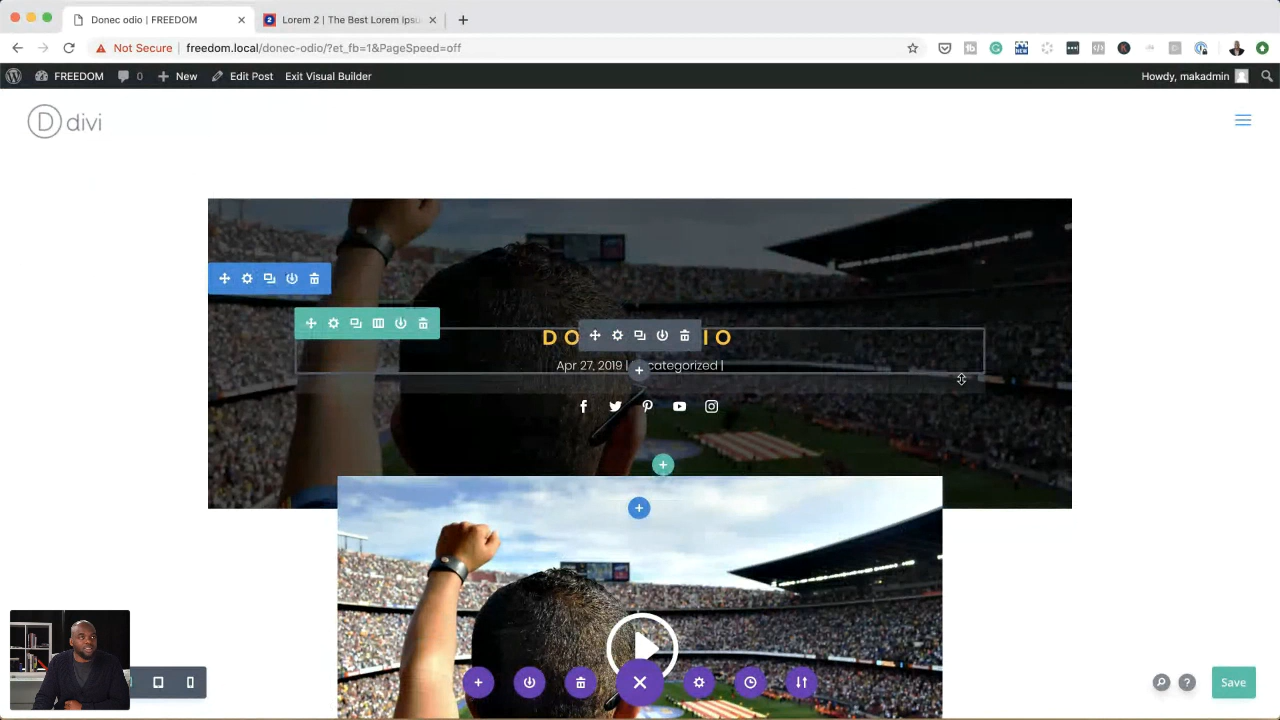 Donec odio | FREEDOM
Lorem 2 | The Best Lorem Ipsu
Not Secure
freedom.local/donec-odio/?et_fb=1&PageSpeed=off
NEW
FREEDOM
0
New
Edit Post
Exit Visual Builder
Howdy, makadmin
D divi
D O
I O
Apr 27, 2019 |
categorized |
Save